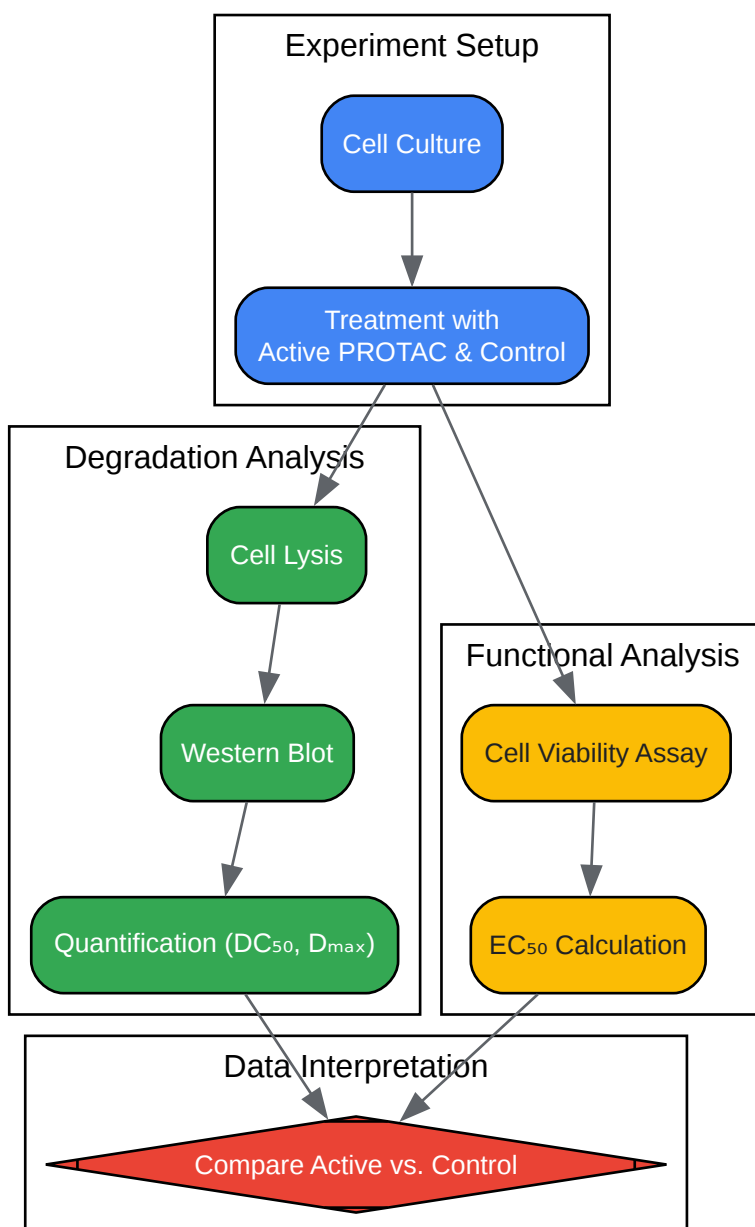 Experiment Setup
Cell Culture
Treatment with
Active PROTAC & Control
Degradation Analysis
Cell Lysis
Western Blot
Quantification (DC₅₀, Dₘₐₓ)
Functional Analysis
Cell Viability Assay
EC₅₀ Calculation
Data Interpretation
Compare Active vs. Control